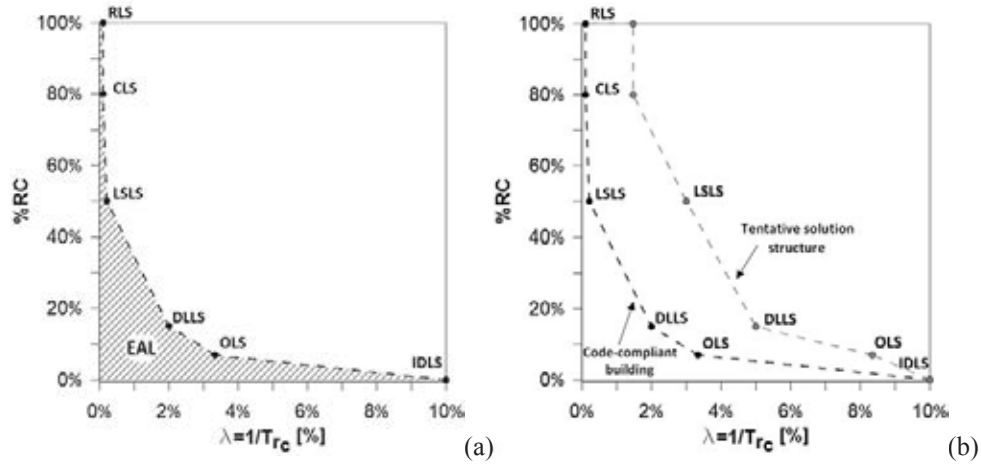 RLS
100%
CLS
80%
60%
LSLS
%RC
40%
20%
DLLS
EAL
OLS
IDLS
0%
0% 2% 4% 6% 8% 10%
λ=1/Trc [%]
(a)
RLS
100%
CLS
80%
60%
LSLS
LSLS
%RC
Tentative solution
structure
40%
20%
DLLS
DLLS
Code-compliant
building
OLS
OLS
IDLS
0%
0% 2% 4% 6% 8% 10%
λ=1/Trc [%]
(b)